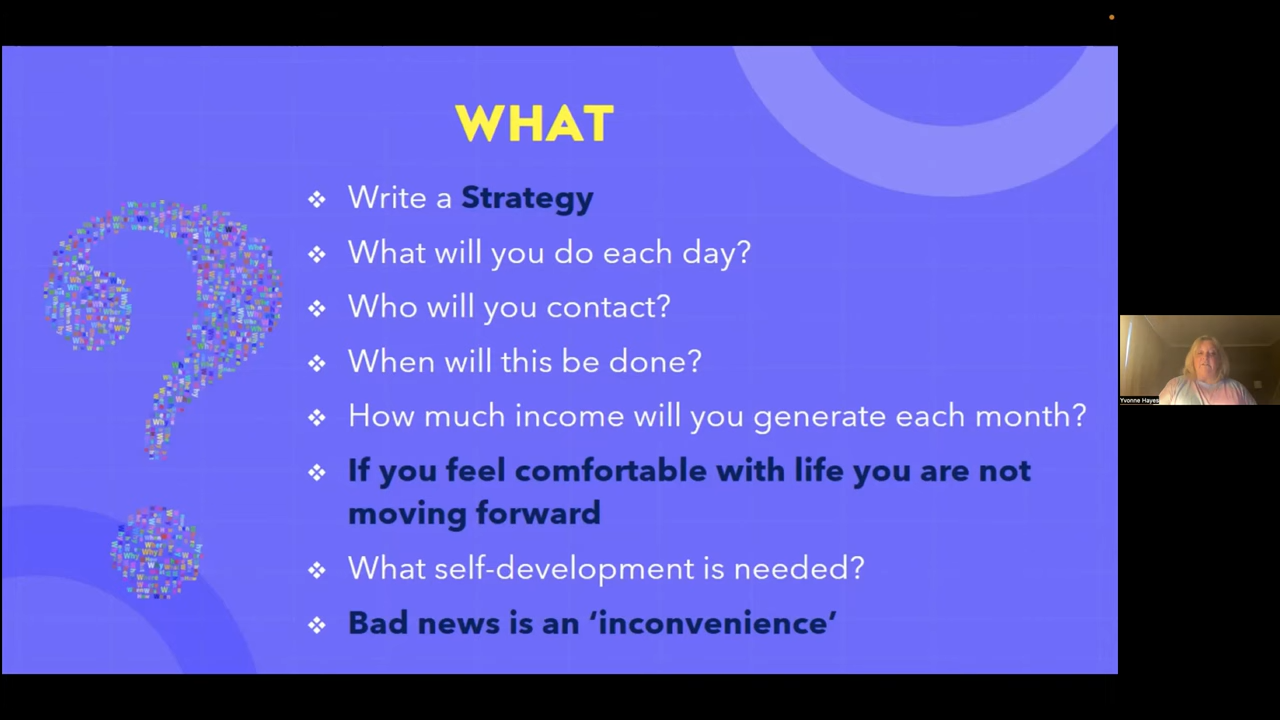 WHAT
Write a Strategy
What will you do each day?
Who will you contact?
When will this be done?
How much income will you generate each month?
If you feel comfortable with life you are not
moving forward
What self-development is needed?
Bad news is an ‘inconvenience’
Yvonne Hayes